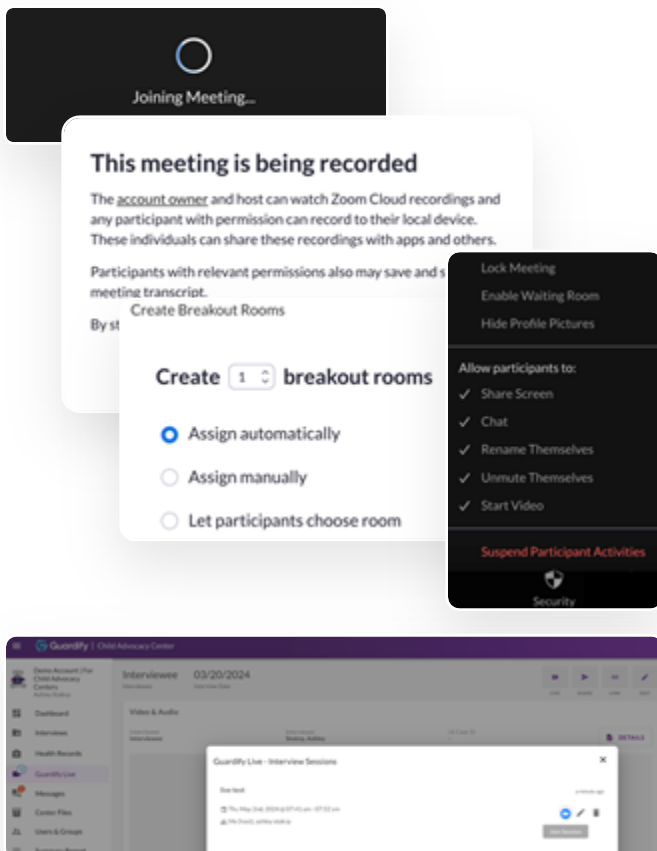 Joining Meeting...
This meeting is being recorded
The account owner and host can watch Zoom Cloud recordings and
any participant with permission can record to their local device.
These individuals can share these recordings with apps and others.
Participants with relevant permissions also may save and s
meeting transcript.
By st
Create Breakout Rooms
Create 1 breakout rooms
Assign automatically
Assign manually
Let participants choose room
Lock Meeting
Enable Waiting Room
Hide Profile Pictures
Allow participants to:
Share Screen
Chat
Rename Themselves
Unmute Themselves
Start Video
Suspend Participant Activities
Security
Guardify | Child Advocacy Center
Demo Account | For
Child Advocacy
Centers
Interviewee 03/20/2024
Video & Audio
Dashboard
Interviews
Health Records
Guardify Live
Messages
Center Files
Users & Groups
DETAILS
Guardify Live - Interview Sessions